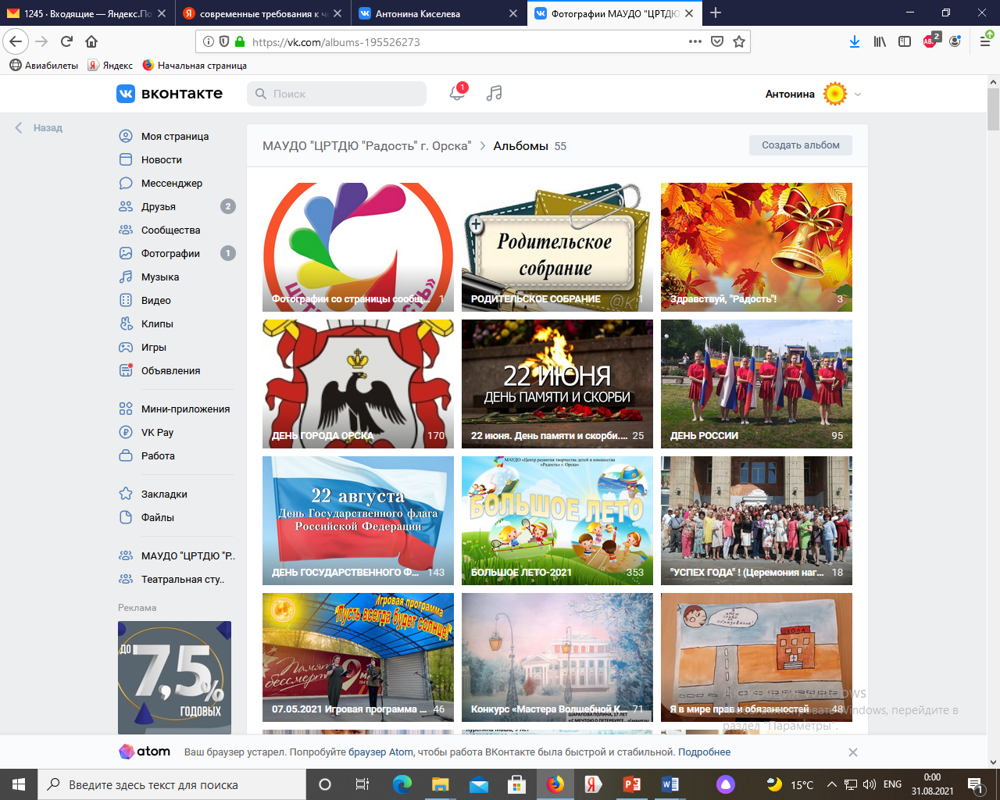 1245 · Входящие — Яндекс.По
современные требования к че
Антонина Киселева
Фотографии МАУДО "ЦРТДЮ
https://vk.com/albums-195526273
2
Авиабилеты
Яндекс
Начальная страница
вконтакте
Поиск
1
Антонина
Назад
Моя страница
Новости
Мессенджер
Друзья 2
Сообщества
Фотографии 1
Музыка
Видео
Клипы
Игры
Объявления
Мини-приложения
VK Pay
Работа
Закладки
Файлы
МАУДО "ЦРТДЮ "Р..
Театральная сту..
Реклама
ДО
7,5%
ГОДОВЫХ
МАУДО "ЦРТДЮ "Радость" г. Орска" > Альбомы 55
Создать альбом
Фотографии со страницы сообщ... 1
Родительское
собрание
РОДИТЕЛЬСКОЕ СОБРАНИЕ 1
Здравствуй, "Радость"! 3
ДЕНЬ ГОРОДА ОРСКА 170
22 ИЮНЯ
ДЕНЬ ПАМЯТИ И СКОРБИ
22 июня. День памяти и скорби.... 25
ДЕНЬ РОССИИ 95
22 августа
День Государственного флага
Российской Федерации
ДЕНЬ ГОСУДАРСТВЕННОГО Ф... 143
МАУДО «Центр развития творчества детей и юношества
«Радость» г. Орска»
БОЛЬШОЕ ЛЕТО
БОЛЬШОЕ ЛЕТО-2021 353
"УСПЕХ ГОДА" ! (Церемония наг... 18
Игровая программа
"Пусть всегда будет солнце!"
Память
бессмертна
9
07.05.2021 Игровая программа ... 46
Конкурс «Мастера Волшебной К... 71
ШАРАПОВА ПОЛИНА, 17 ЛЕТ
«С МЕЧТОЮ О ПЕТЕРБУРГЕ...»
ШКОЛА
Я в мире прав и обязанностей 48
Windows, перейдите в
раздел "Параметры".
atom
Ваш браузер устарел. Попробуйте браузер Atom, чтобы работа ВКонтакте была быстрой и стабильной. Подробнее
Введите здесь текст для поиска
15°C
ENG
0:00
31.08.2021
1